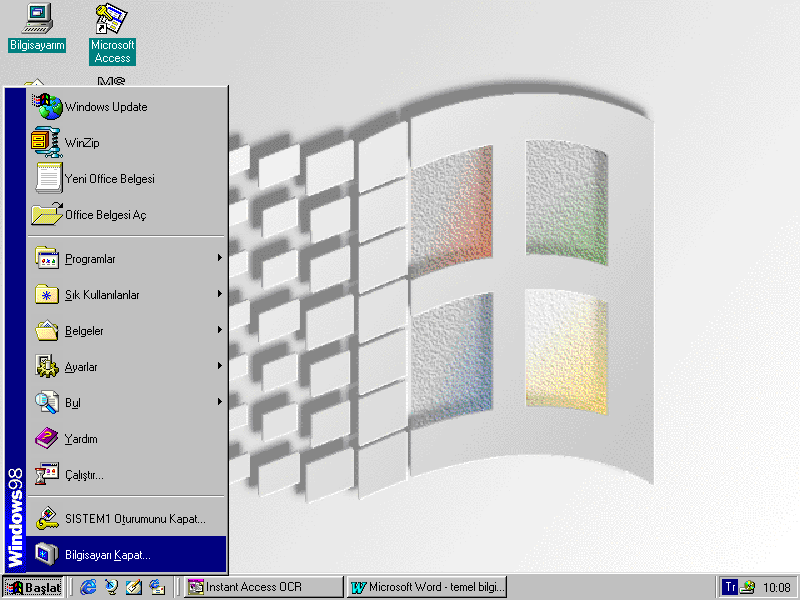 Bilgisayarım
Microsoft
Access
MS
Windows Update
WinZip
Yeni Office Belgesi
Office Belgesi Aç
Programlar
Sık Kullanılanlar
Belgeler
Ayarlar
Bul
Yardım
Çalıştır...
SISTEM1 Oturumunu Kapat...
Bilgisayarı Kapat...
Windows98
Başlat
Instant Access OCR
Microsoft Word - temel bilgi...
Tr
10:08